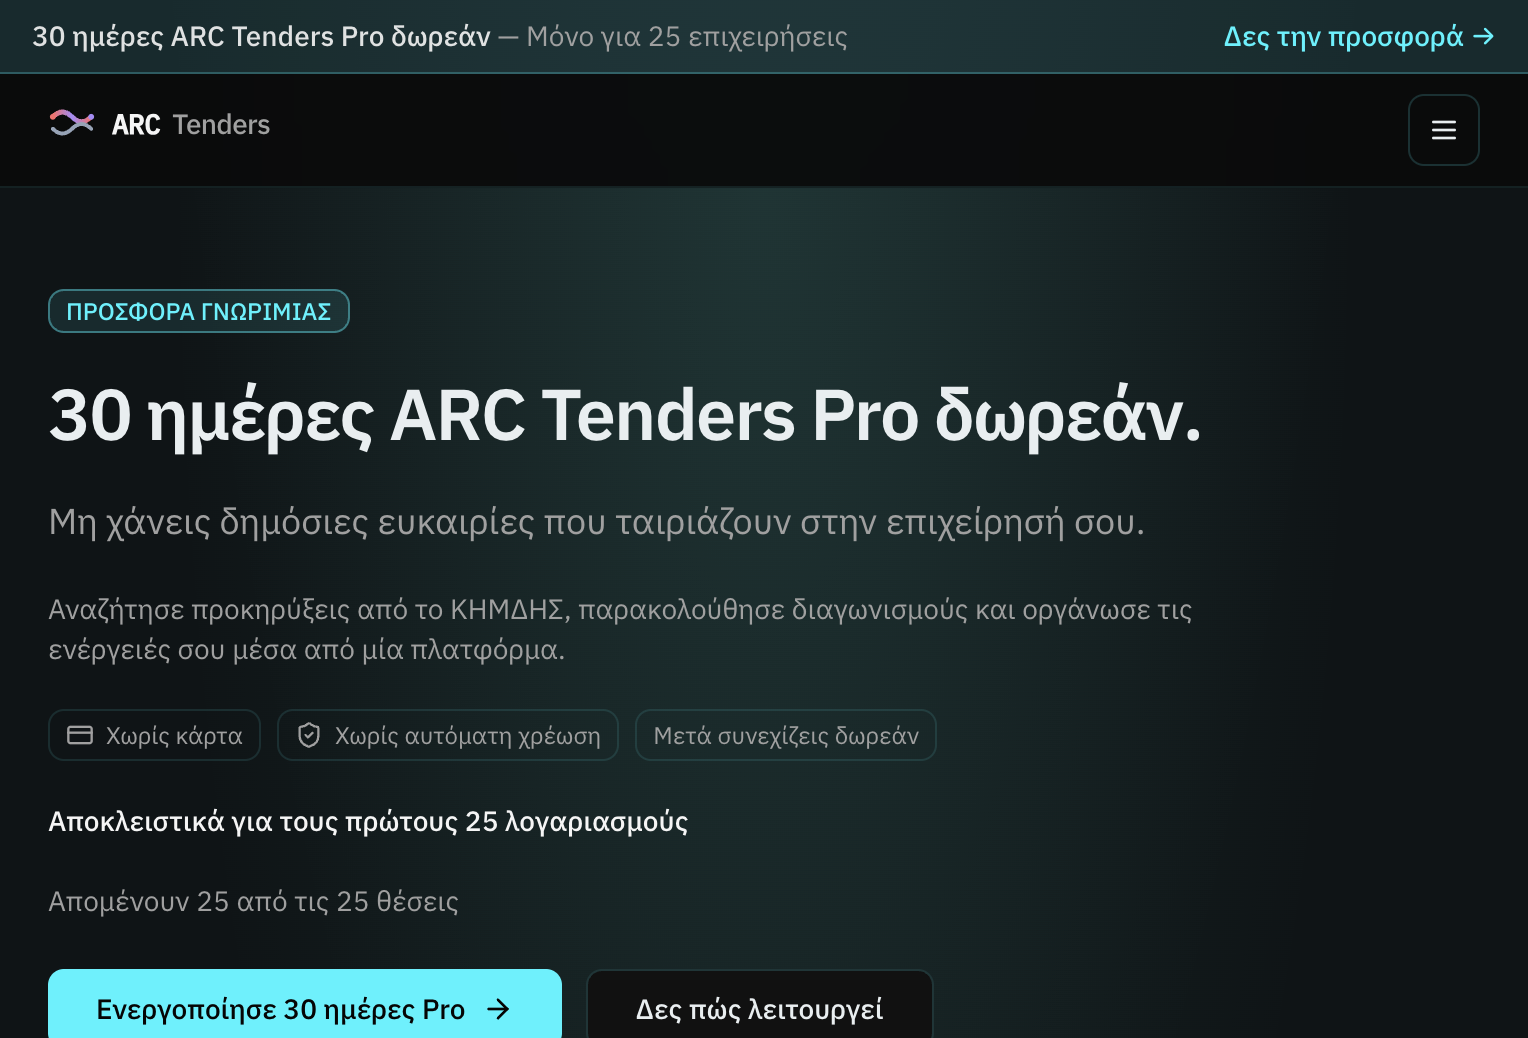 30 ημέρες ARC Tenders Pro δωρεάν — Μόνο για 25 επιχειρήσεις
Δες την προσφορά →
ARC Tenders
ΠΡΟΣΦΟΡΑ ΓΝΩΡΙΜΙΑΣ
30 ημέρες ARC Tenders Pro δωρεάν.
Μη χάνεις δημόσιες ευκαιρίες που ταιριάζουν στην επιχείρησή σου.
Αναζήτησε προκηρύξεις από το ΚΗΜΔΗΣ, παρακολούθησε διαγωνισμούς και οργάνωσε τις
ενέργειές σου μέσα από μία πλατφόρμα.
Χωρίς κάρτα
Χωρίς αυτόματη χρέωση
Μετά συνεχίζεις δωρεάν
Αποκλειστικά για τους πρώτους 25 λογαριασμούς
Απομένουν 25 από τις 25 θέσεις
Ενεργοποίησε 30 ημέρες Pro →
Δες πώς λειτουργεί